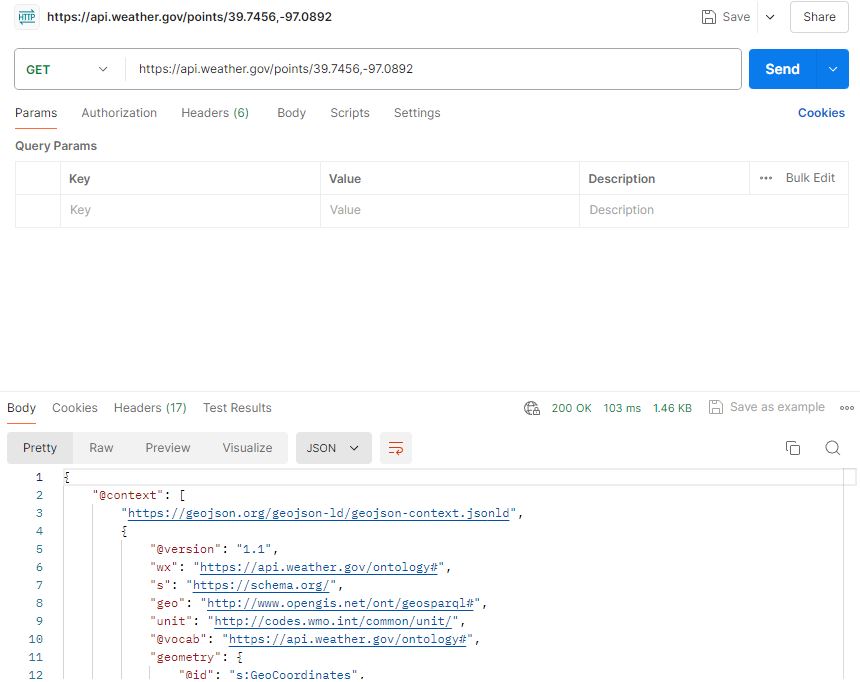 HTTP https://api.weather.gov/points/39.7456,-97.0892 Save Share
GET https://api.weather.gov/points/39.7456,-97.0892 Send
Params Authorization Headers (6) Body Scripts Settings Cookies
Query Params
Key Value Description ••• Bulk Edit
Key Value Description
Body Cookies Headers (17) Test Results 200 OK 103 ms 1.46 KB Save as example
Pretty Raw Preview Visualize JSON
1 {
2 "@context": [
3 "https://geojson.org/geojson-ld/geojson-context.jsonld",
4 {
5 "@version": "1.1",
6 "wx": "https://api.weather.gov/ontology#",
7 "s": "https://schema.org/",
8 "geo": "http://www.opengis.net/ont/geosparql#",
9 "unit": "http://codes.wmo.int/common/unit/",
10 "@vocab": "https://api.weather.gov/ontology#",
11 "geometry": {
12 "@id": "s:GeoCoordinates",